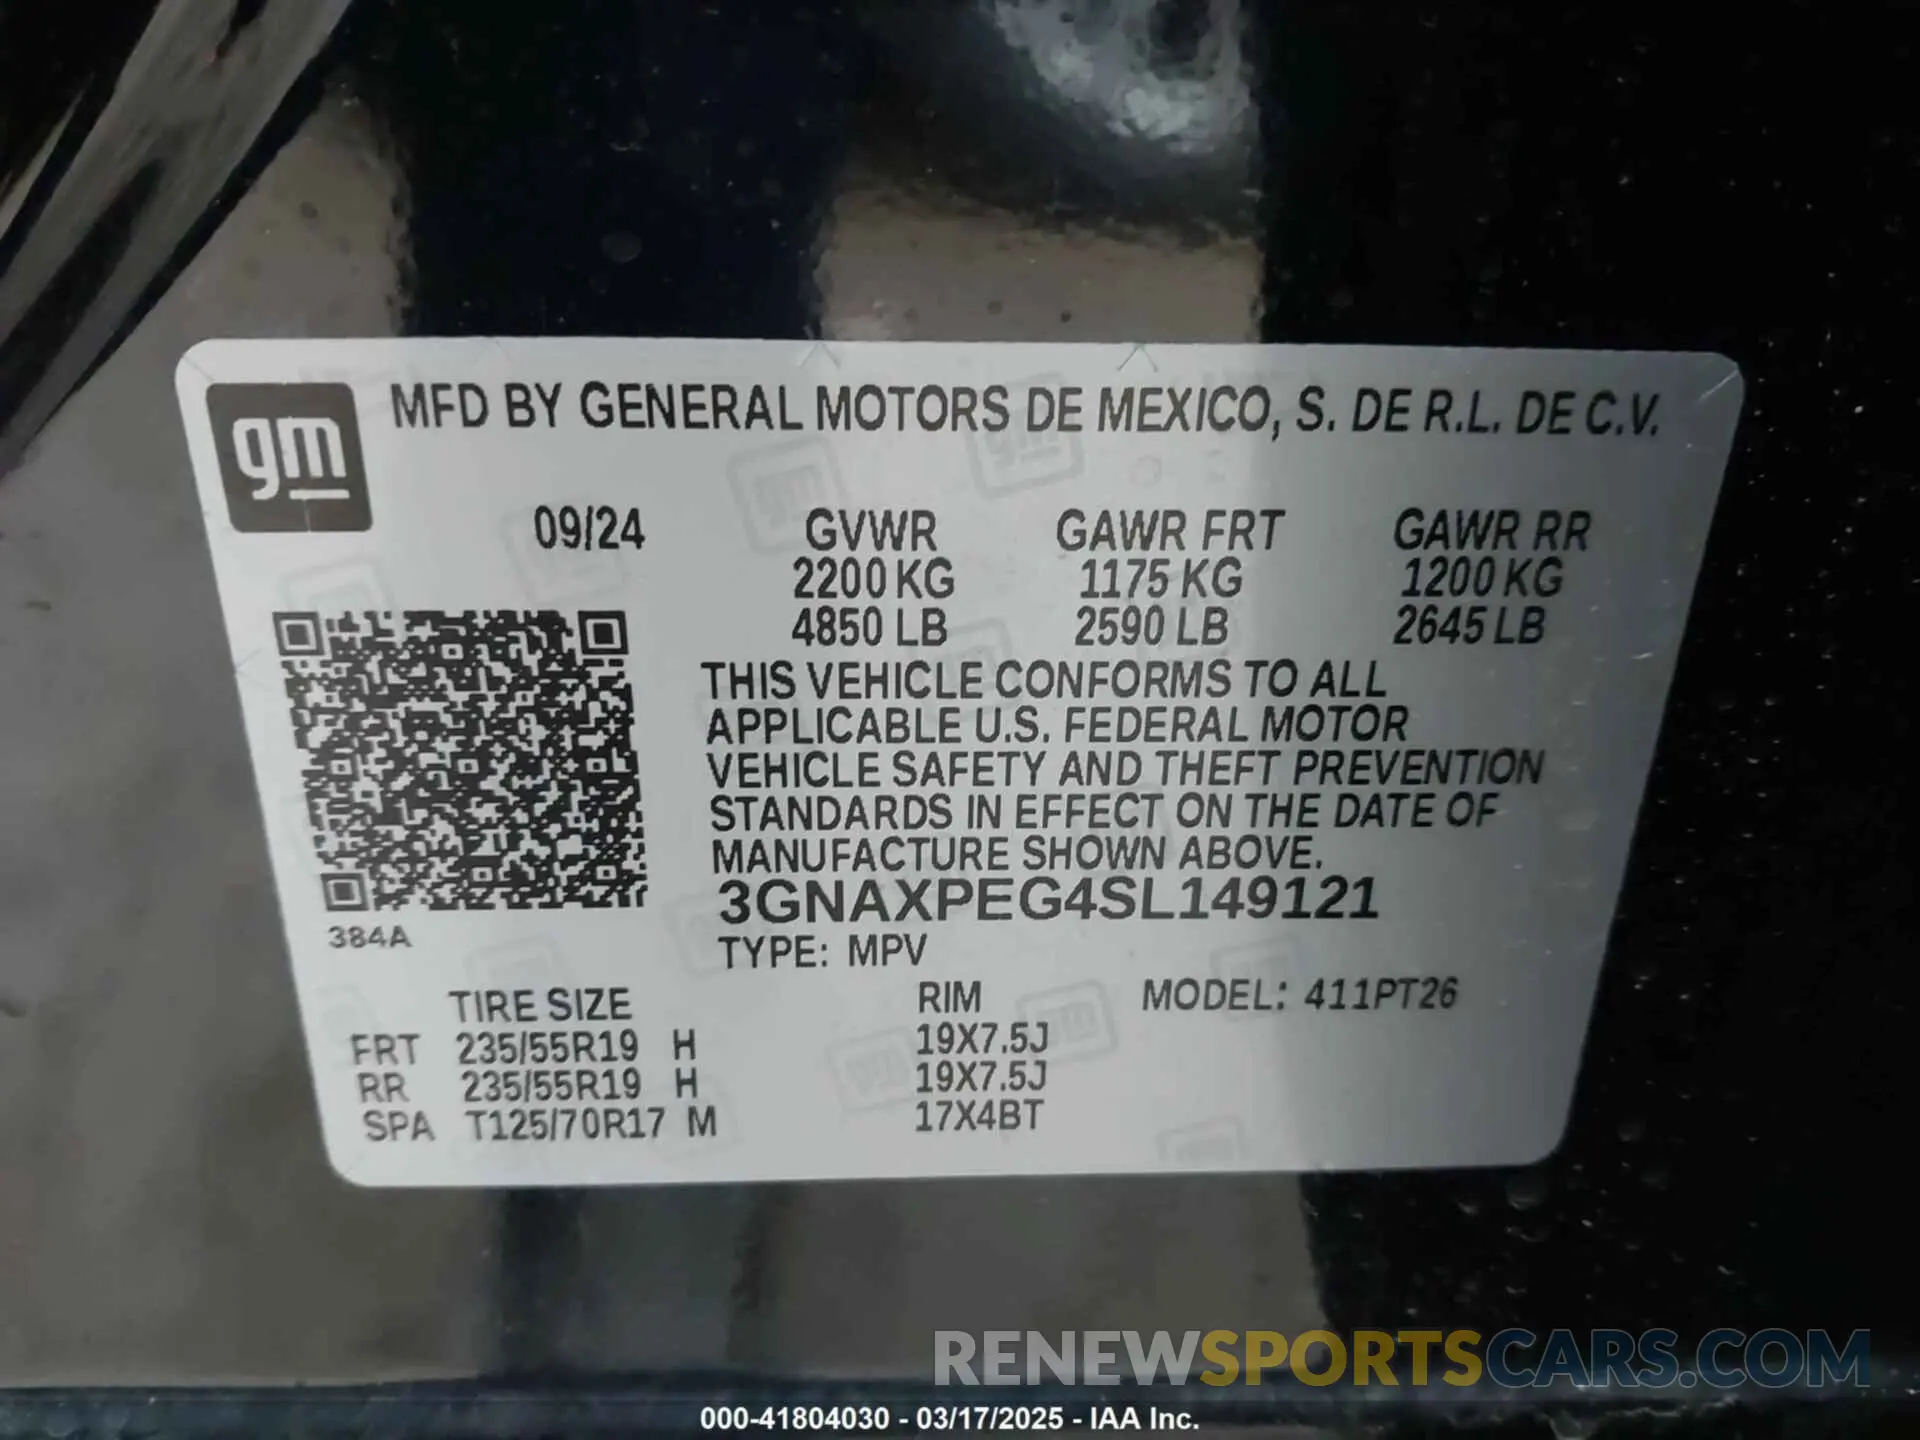 gm
MFD BY GENERAL MOTORS DE MEXICO, S. DE R.L. DE C.V.
09/24 GVWR GAWR FRT GAWR RR
2200 KG 1175 KG 1200 KG
4850 LB 2590 LB 2645 LB
THIS VEHICLE CONFORMS TO ALL
APPLICABLE U.S. FEDERAL MOTOR
VEHICLE SAFETY AND THEFT PREVENTION
STANDARDS IN EFFECT ON THE DATE OF
MANUFACTURE SHOWN ABOVE.
3GNAXPEG4SL149121
384A
TYPE: MPV
TIRE SIZE RIM MODEL: 411PT26
FRT 235/55R19 H 19X7.5J
RR 235/55R19 H 19X7.5J
SPA T125/70R17 M 17X4BT
RENEWSPORTSCARS.COM
000-41804030 - 03/17/2025 - IAA Inc.